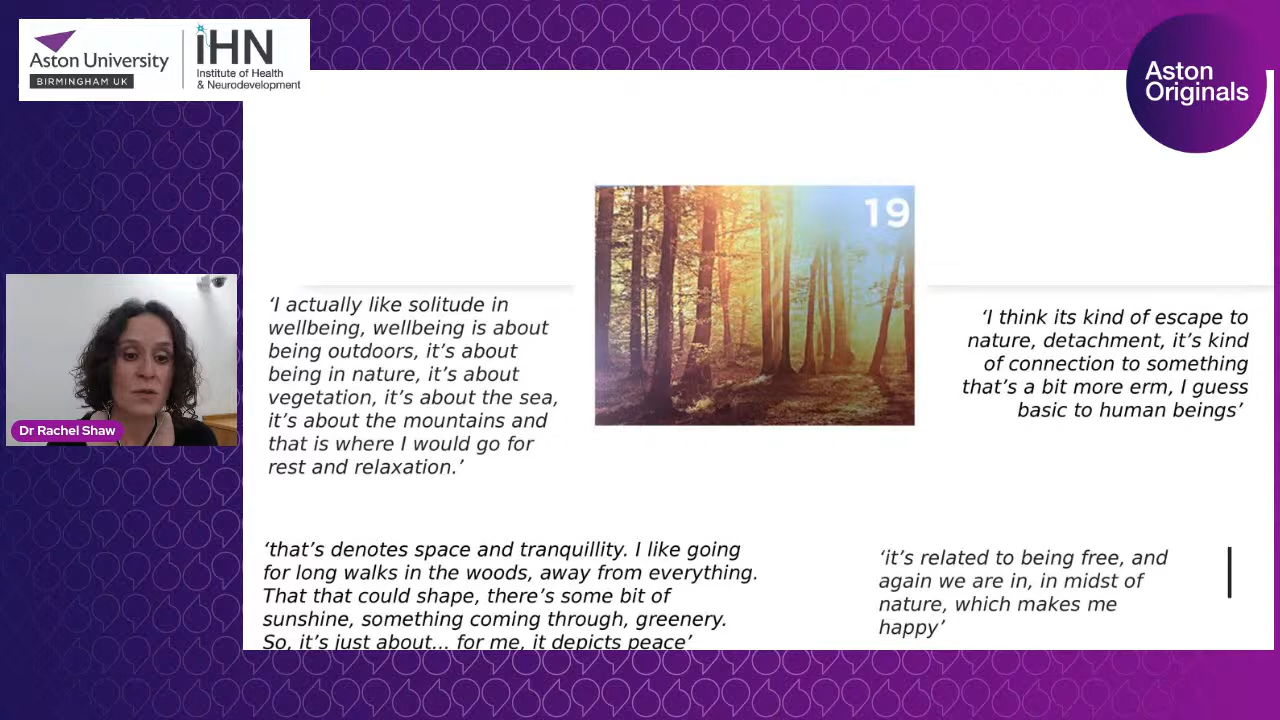 Aston University
BIRMINGHAM UK
iHN
Institute of Health
& Neurodevelopment
Aston
Originals
19
‘I actually like solitude in
wellbeing, wellbeing is about
being outdoors, it’s about
being in nature, it’s about
vegetation, it’s about the sea,
it’s about the mountains and
that is where I would go for
rest and relaxation.’
‘I think its kind of escape to
nature, detachment, it’s kind
of connection to something
that’s a bit more erm, I guess
basic to human beings’
Dr Rachel Shaw
‘that’s denotes space and tranquillity. I like going
for long walks in the woods, away from everything.
That that could shape, there’s some bit of
sunshine, something coming through, greenery.
So, it’s just about... for me, it depicts peace’
‘it’s related to being free, and
again we are in, in midst of
nature, which makes me
happy’